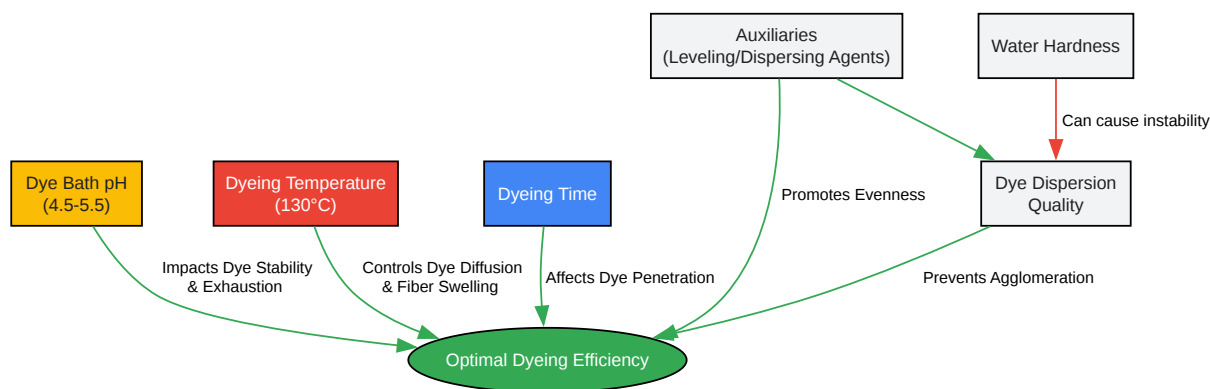 Auxiliaries
(Leveling/Dispersing Agents)
Water Hardness
Can cause instability
Dye Bath pH
(4.5-5.5)
Dyeing Temperature
(130°C)
Dyeing Time
Promotes Evenness
Dye Dispersion
Quality
Impacts Dye Stability
& Exhaustion
Controls Dye Diffusion
& Fiber Swelling
Affects Dye Penetration
Prevents Agglomeration
Optimal Dyeing Efficiency